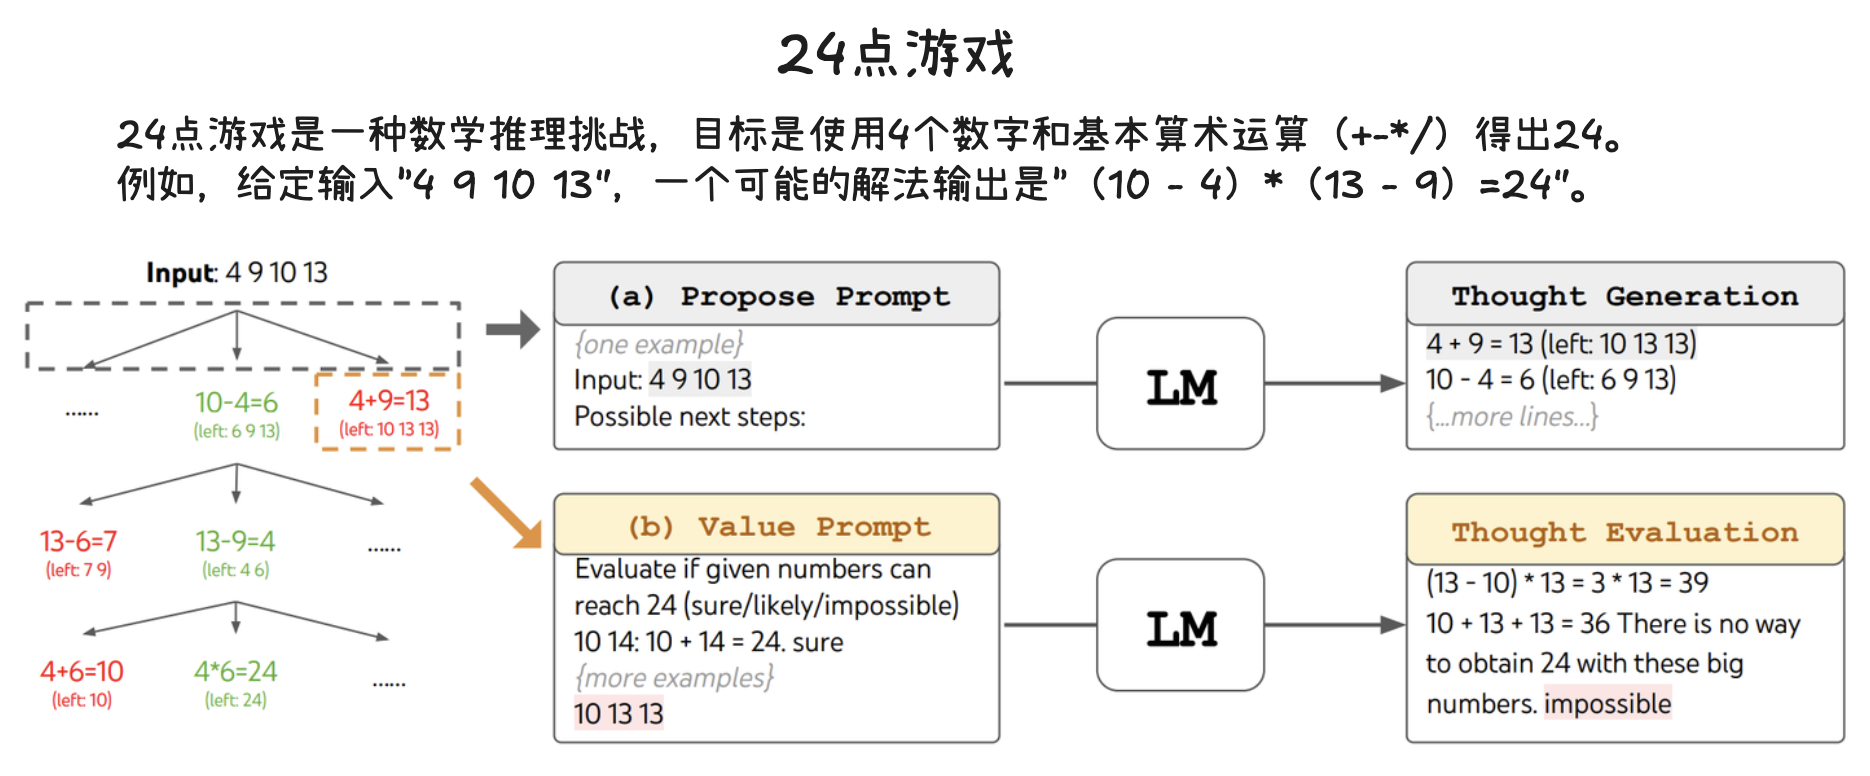 24点游戏
24点游戏是一种数学推理挑战，目标是使用4个数字和基本算术运算（+-*/）得出24。
例如，给定输入"4 9 10 13"，一个可能的解法输出是"（10 - 4）*（13 - 9）=24"。
Input: 4 9 10 13
......
10-4=6
(left: 6 9 13)
4+9=13
(left: 10 13 13)
13-6=7
(left: 7 9)
13-9=4
(left: 4 6)
......
4+6=10
(left: 10)
4*6=24
(left: 24)
......
(a) Propose Prompt
{one example}
Input: 4 9 10 13
Possible next steps:
LM
Thought Generation
4 + 9 = 13 (left: 10 13 13)
10 - 4 = 6 (left: 6 9 13)
{...more lines...}
(b) Value Prompt
Evaluate if given numbers can
reach 24 (sure/likely/impossible)
10 14: 10 + 14 = 24. sure
{more examples}
10 13 13
LM
Thought Evaluation
(13 - 10) * 13 = 3 * 13 = 39
10 + 13 + 13 = 36 There is no way
to obtain 24 with these big
numbers. impossible